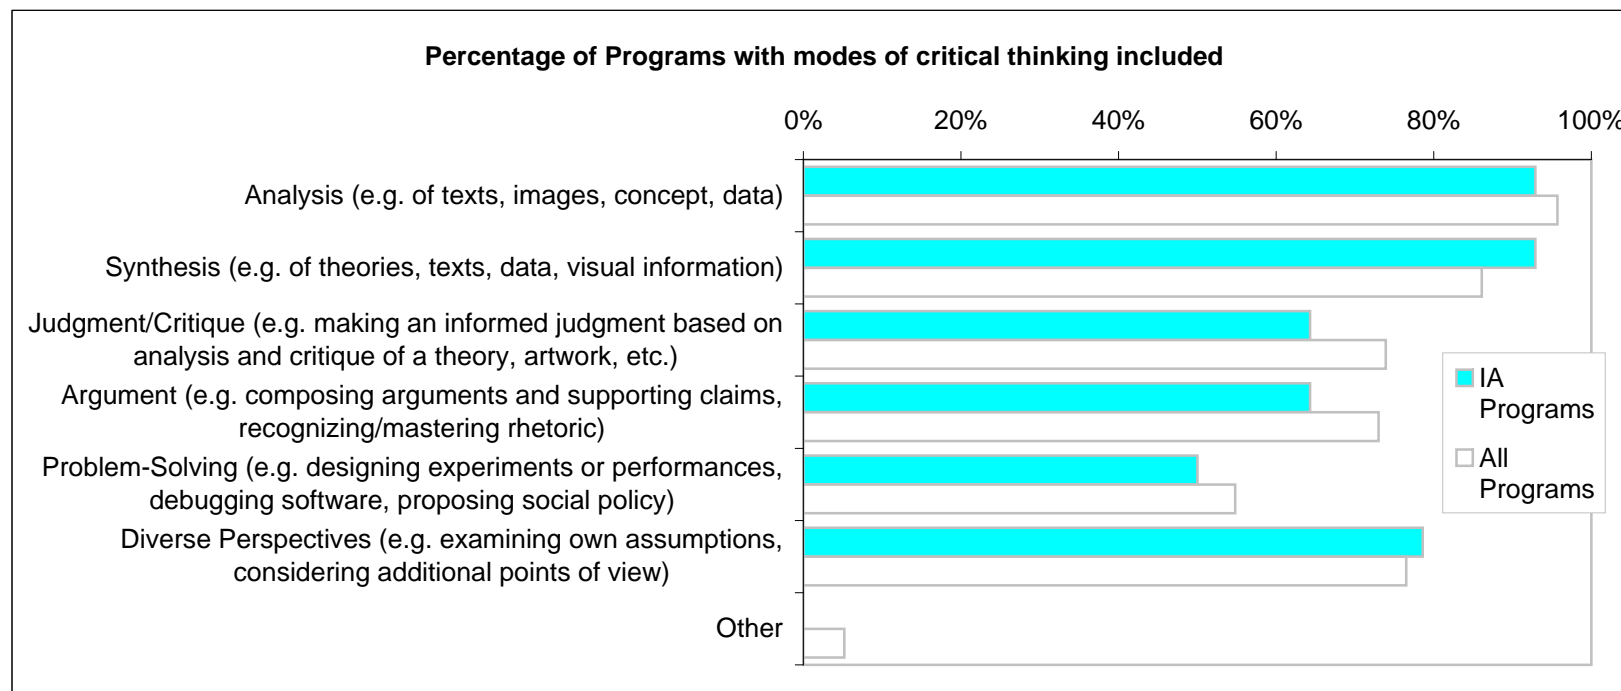 Percentage of Programs with modes of critical thinking included
0% 20% 40% 60% 80% 100%
Analysis (e.g. of texts, images, concept, data)
Synthesis (e.g. of theories, texts, data, visual information)
Judgment/Critique (e.g. making an informed judgment based on
analysis and critique of a theory, artwork, etc.)
Argument (e.g. composing arguments and supporting claims,
recognizing/mastering rhetoric)
Problem-Solving (e.g. designing experiments or performances,
debugging software, proposing social policy)
Diverse Perspectives (e.g. examining own assumptions,
considering additional points of view)
Other
IA
Programs
All
Programs